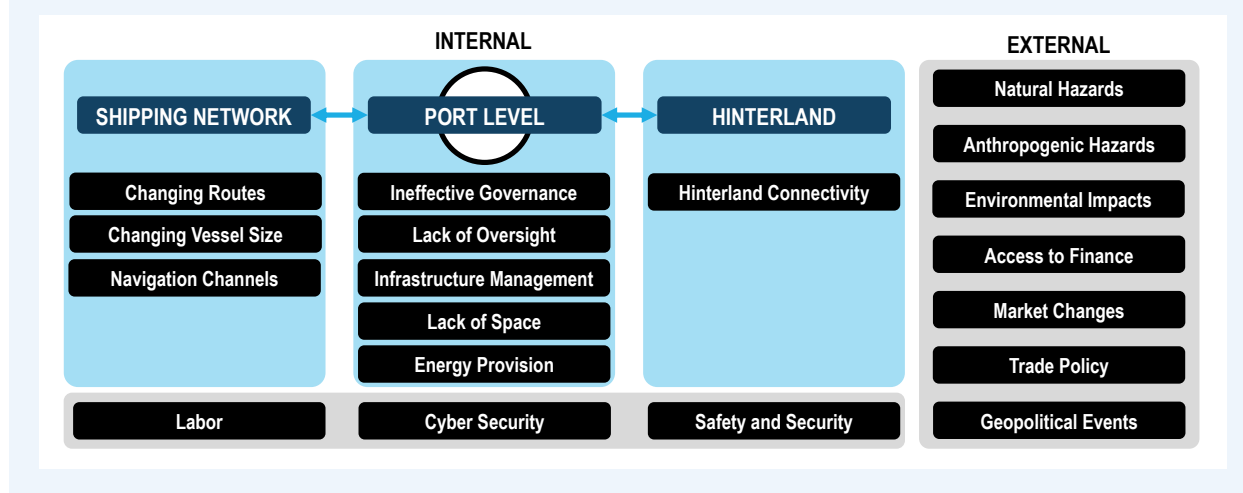 INTERNAL
SHIPPING NETWORK
Changing Routes
Changing Vessel Size
Navigation Channels
PORT LEVEL
Ineffective Governance
Lack of Oversight
Infrastructure Management
Lack of Space
Energy Provision
HINTERLAND
Hinterland Connectivity
Labor
Cyber Security
Safety and Security
EXTERNAL
Natural Hazards
Anthropogenic Hazards
Environmental Impacts
Access to Finance
Market Changes
Trade Policy
Geopolitical Events